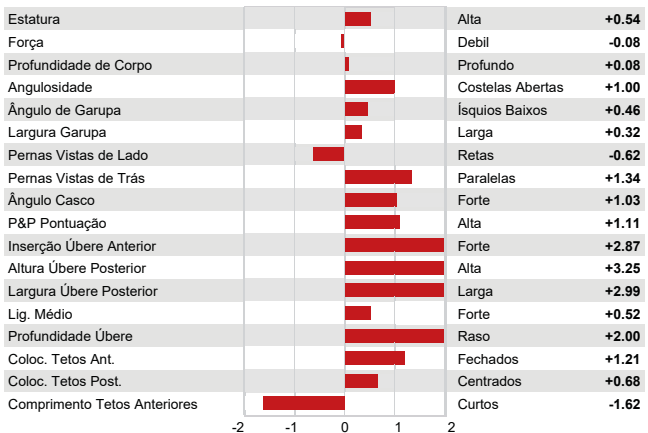 Estatura Alta +0.54
Força Debil -0.08
Profundidade de Corpo Profundo +0.08
Angulosidade Costelas Abertas +1.00
Ângulo de Garupa Ísquios Baixos +0.46
Largura Garupa Larga +0.32
Pernas Vistas de Lado Retas -0.62
Pernas Vistas de Trás Paralelas +1.34
Ângulo Casco Forte +1.03
P&P Pontuação Alta +1.11
Inserção Úbere Anterior Forte +2.87
Altura Úbere Posterior Alta +3.25
Largura Úbere Posterior Larga +2.99
Lig. Médio Forte +0.52
Profundidade Úbere Raso +2.00
Coloc. Tetos Ant. Fechados +1.21
Coloc. Tetos Post. Centrados +0.68
Comprimento Tetos Anteriores Curtos -1.62
-2 -1 0 1 2